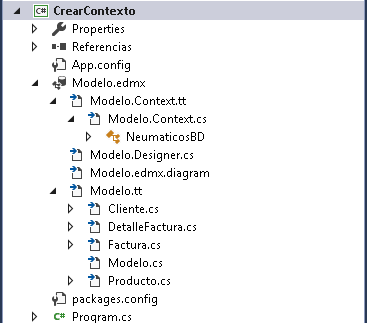 C# CrearContexto
Properties
Referencias
App.config
Modelo.edmx
Modelo.Context.tt
Modelo.Context.cs
NeumaticosBD
Modelo.Designer.cs
Modelo.edmx.diagram
Modelo.tt
Cliente.cs
DetalleFactura.cs
Factura.cs
Modelo.cs
Producto.cs
packages.config
C# Program.cs